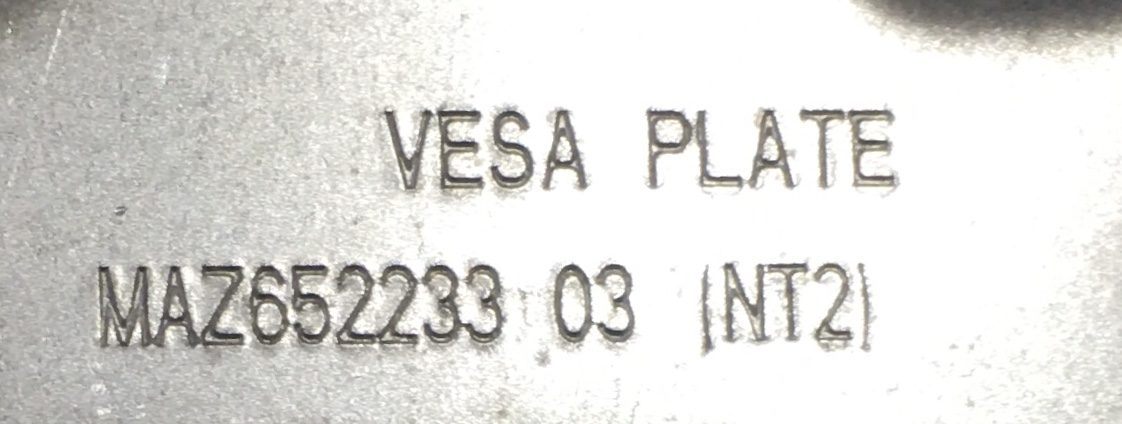 VESA PLATE
MAZ652233 03 (NT2)